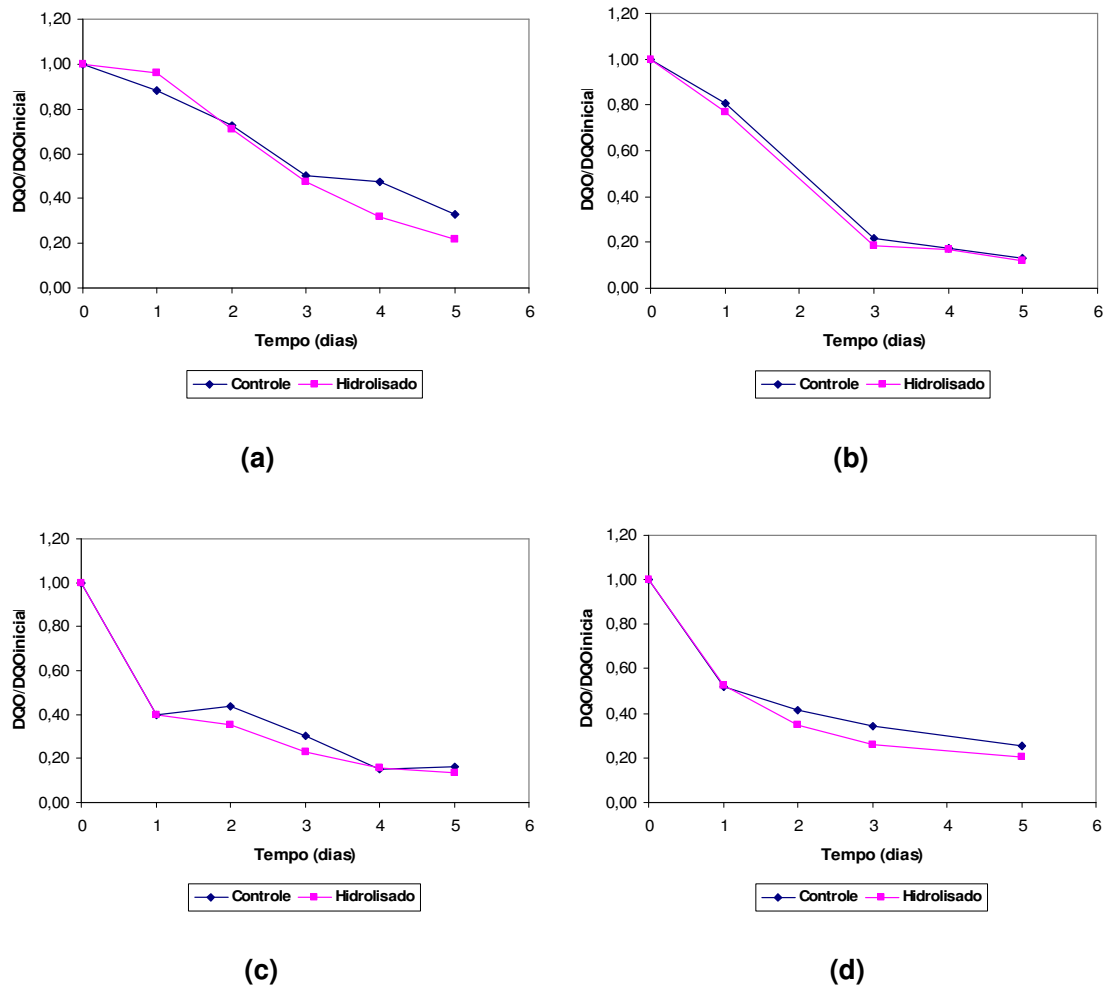 DQO/DQOinicial
1,20
1,00
0,80
0,60
0,40
0,20
0,00
0 1 2 3 4 5 6
Tempo (dias)
Controle Hidrolisado
(a)
DQO/DQOinicial
1,20
1,00
0,80
0,60
0,40
0,20
0,00
0 1 2 3 4 5 6
Tempo (dias)
Controle Hidrolisado
(b)
DQO/DQOinicial
1,20
1,00
0,80
0,60
0,40
0,20
0,00
0 1 2 3 4 5 6
Tempo (dias)
Controle Hidrolisado
(c)
DQO/DQOinicia
1,20
1,00
0,80
0,60
0,40
0,20
0,00
0 1 2 3 4 5 6
Tempo (dias)
Controle Hidrolisado
(d)